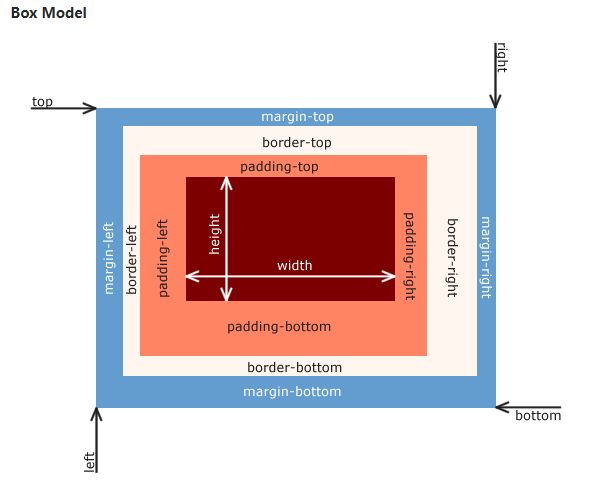 Box Model
right
top
margin-top
border-top
padding-top
margin-left
border-left
padding-left
height
width
padding-right
border-right
margin-right
padding-bottom
border-bottom
margin-bottom
bottom
left